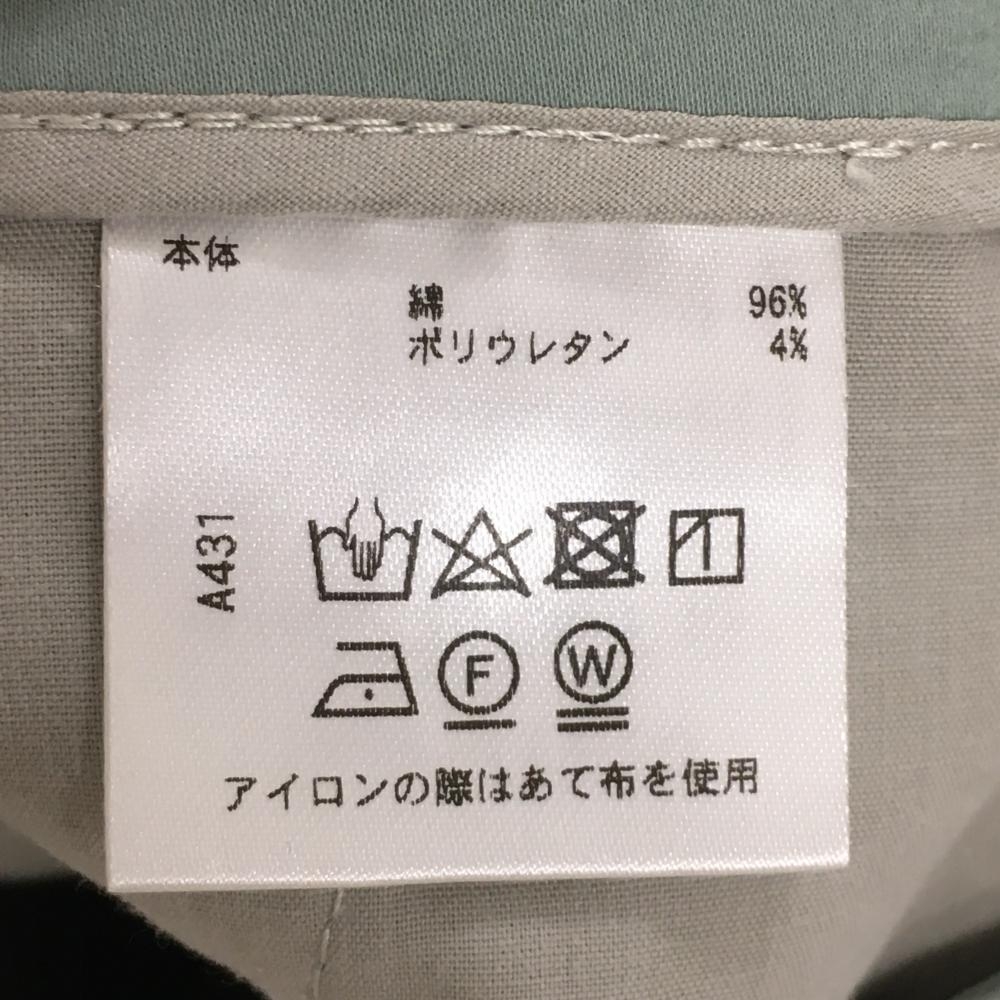 本体
綿 96%
ポリウレタン 4%
A431
F W
アイロンの際はあて布を使用